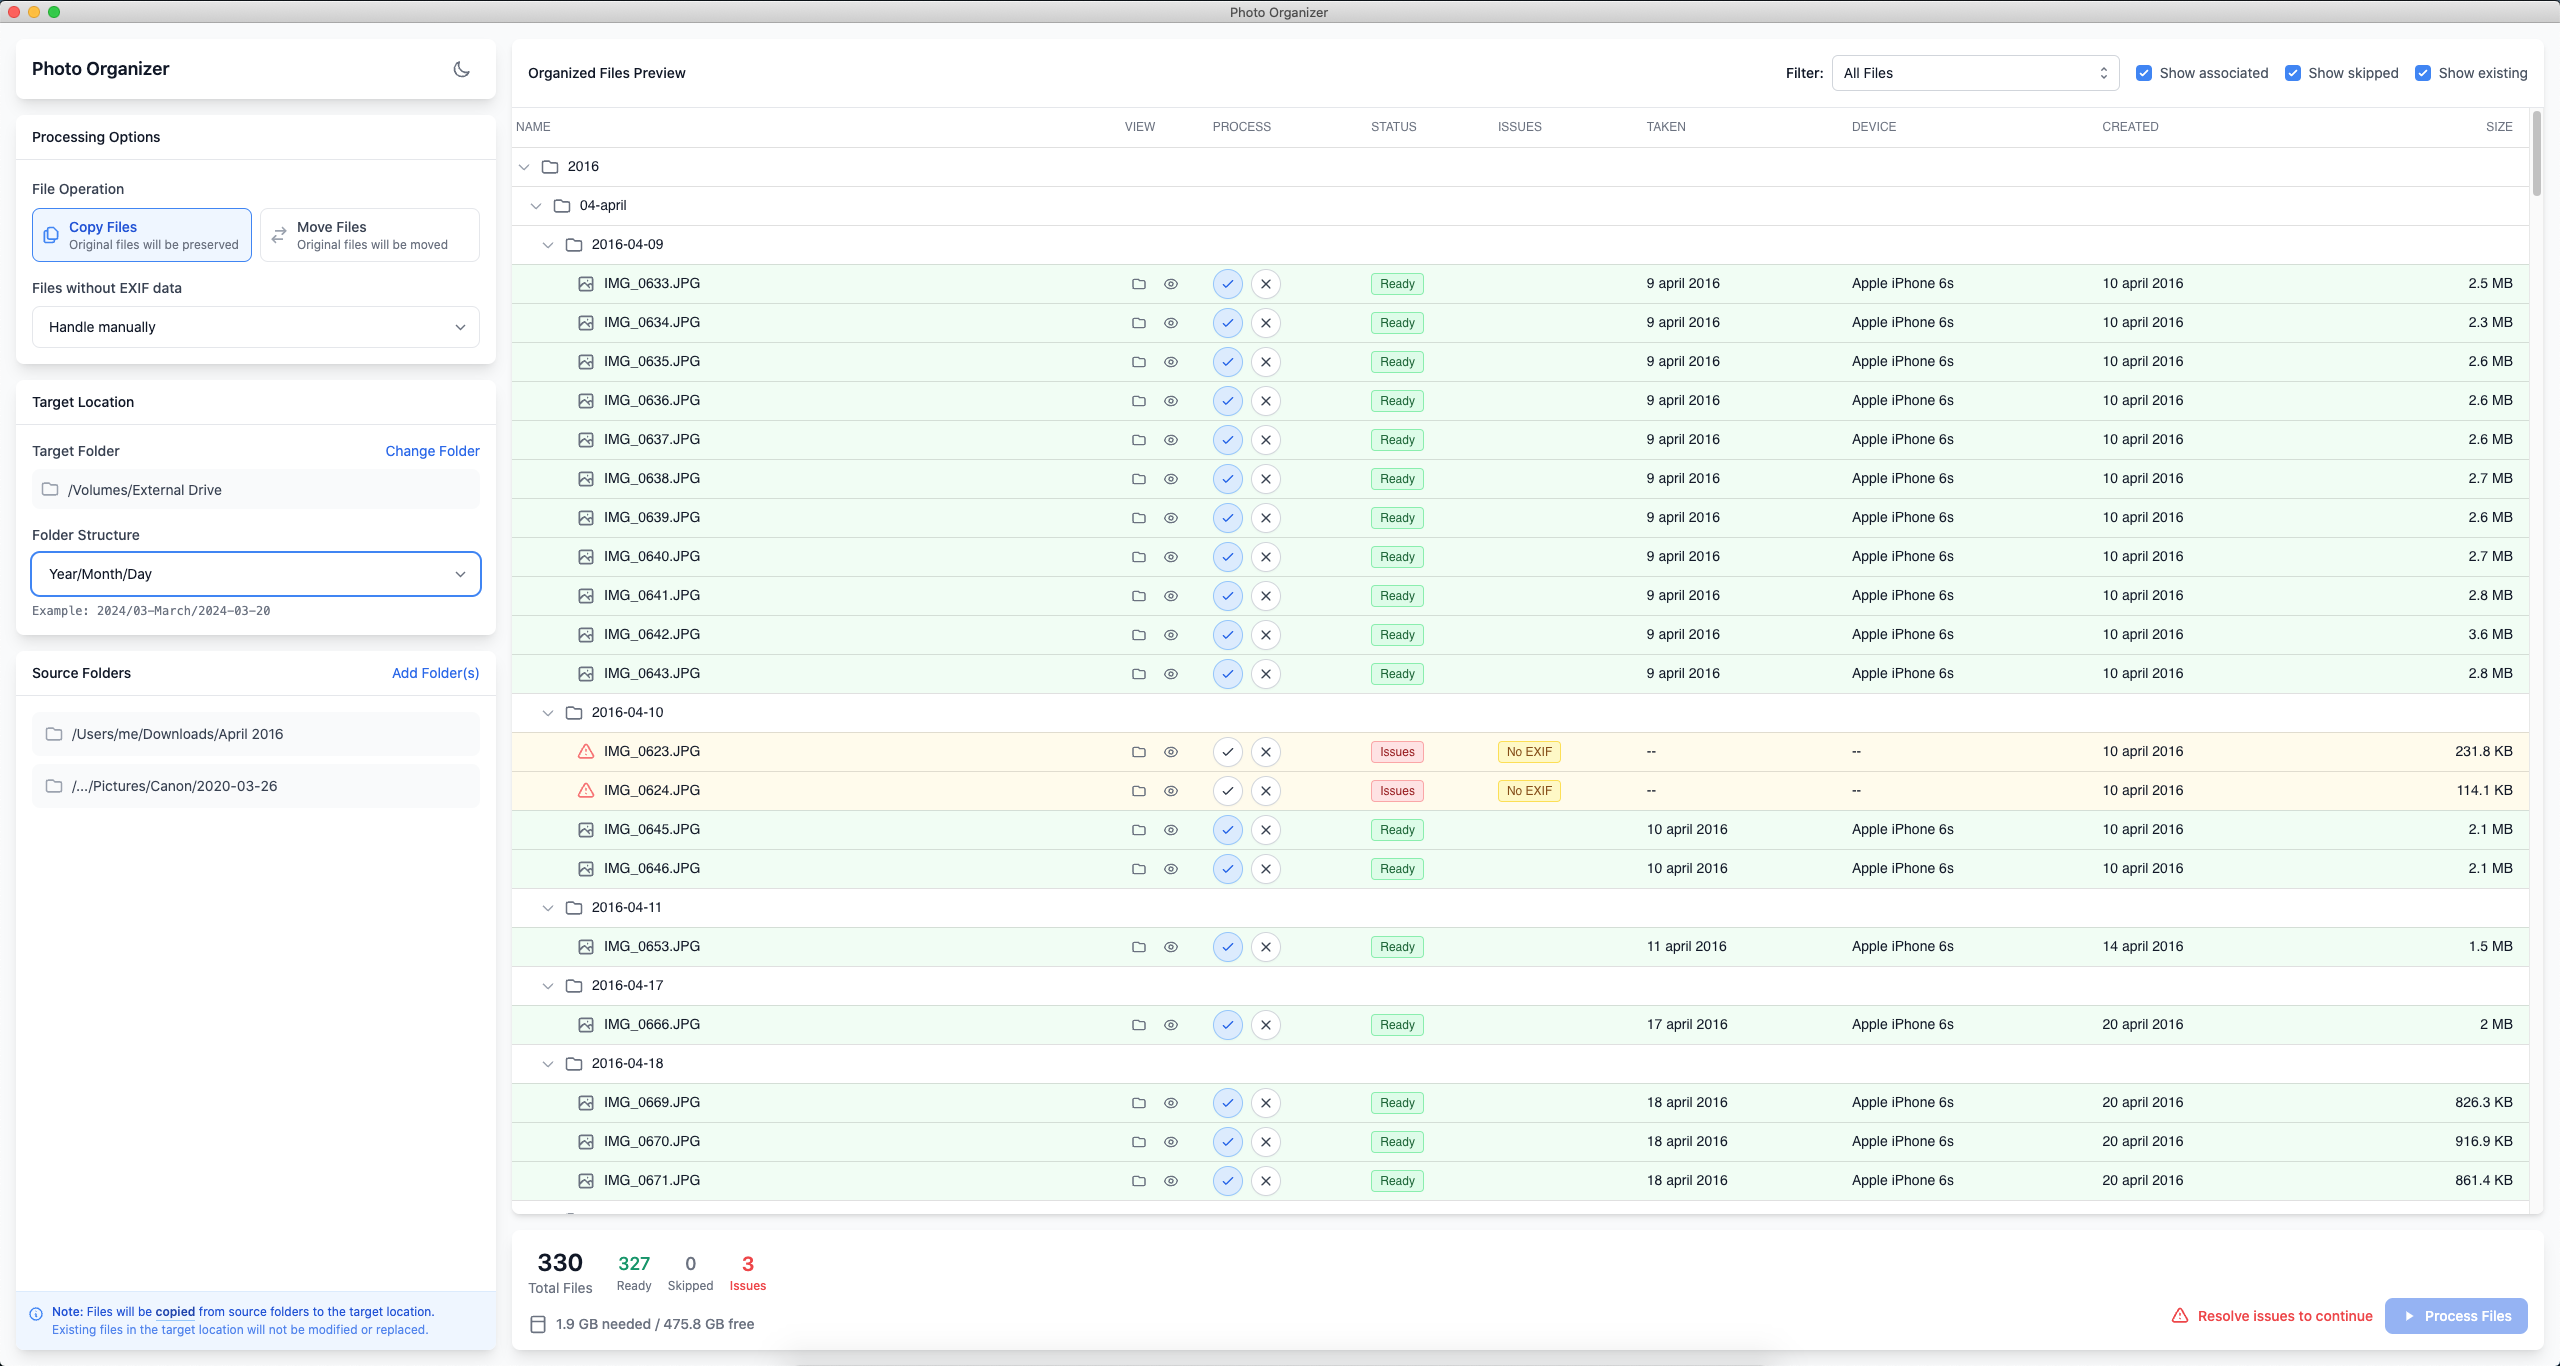 Photo Organizer
Photo Organizer
Processing Options
File Operation
Copy Files
Original files will be preserved
Move Files
Original files will be moved
Files without EXIF data
Handle manually
Target Location
Target Folder Change Folder
/Volumes/External Drive
Folder Structure
Year/Month/Day
Example: 2024/03-March/2024-03-20
Source Folders Add Folder(s)
/Users/me/Downloads/April 2016
/.../Pictures/Canon/2020-03-26
Note: Files will be copied from source folders to the target location.
Existing files in the target location will not be modified or replaced.
Organized Files Preview Filter: All Files Show associated Show skipped Show existing
NAME VIEW PROCESS STATUS ISSUES TAKEN DEVICE CREATED SIZE
2016
04-april
2016-04-09
IMG_0633.JPG Ready 9 april 2016 Apple iPhone 6s 10 april 2016 2.5 MB
IMG_0634.JPG Ready 9 april 2016 Apple iPhone 6s 10 april 2016 2.3 MB
IMG_0635.JPG Ready 9 april 2016 Apple iPhone 6s 10 april 2016 2.6 MB
IMG_0636.JPG Ready 9 april 2016 Apple iPhone 6s 10 april 2016 2.6 MB
IMG_0637.JPG Ready 9 april 2016 Apple iPhone 6s 10 april 2016 2.6 MB
IMG_0638.JPG Ready 9 april 2016 Apple iPhone 6s 10 april 2016 2.7 MB
IMG_0639.JPG Ready 9 april 2016 Apple iPhone 6s 10 april 2016 2.6 MB
IMG_0640.JPG Ready 9 april 2016 Apple iPhone 6s 10 april 2016 2.7 MB
IMG_0641.JPG Ready 9 april 2016 Apple iPhone 6s 10 april 2016 2.8 MB
IMG_0642.JPG Ready 9 april 2016 Apple iPhone 6s 10 april 2016 3.6 MB
IMG_0643.JPG Ready 9 april 2016 Apple iPhone 6s 10 april 2016 2.8 MB
2016-04-10
IMG_0623.JPG Issues No EXIF -- -- 10 april 2016 231.8 KB
IMG_0624.JPG Issues No EXIF -- -- 10 april 2016 114.1 KB
IMG_0645.JPG Ready 10 april 2016 Apple iPhone 6s 10 april 2016 2.1 MB
IMG_0646.JPG Ready 10 april 2016 Apple iPhone 6s 10 april 2016 2.1 MB
2016-04-11
IMG_0653.JPG Ready 11 april 2016 Apple iPhone 6s 14 april 2016 1.5 MB
2016-04-17
IMG_0666.JPG Ready 17 april 2016 Apple iPhone 6s 20 april 2016 2 MB
2016-04-18
IMG_0669.JPG Ready 18 april 2016 Apple iPhone 6s 20 april 2016 826.3 KB
IMG_0670.JPG Ready 18 april 2016 Apple iPhone 6s 20 april 2016 916.9 KB
IMG_0671.JPG Ready 18 april 2016 Apple iPhone 6s 20 april 2016 861.4 KB
330 327 0 3
Total Files Ready Skipped Issues
1.9 GB needed / 475.8 GB free
Resolve issues to continue Process Files